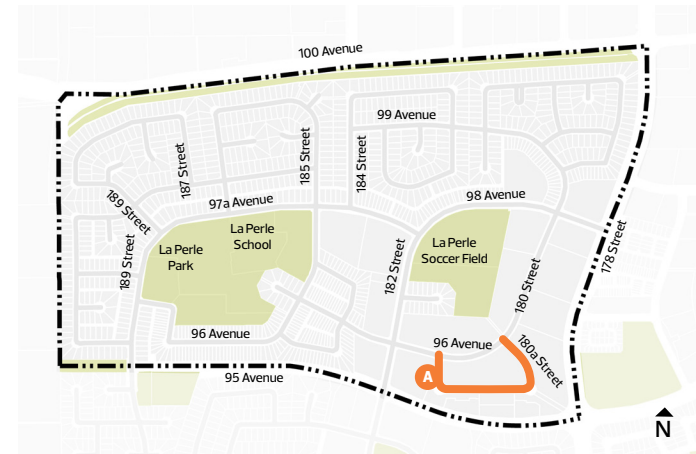 100 Avenue
99 Avenue
187 Street
185 Street
184 Street
189 Street
97a Avenue
98 Avenue
La Perle
School
La Perle
Park
La Perle
Soccer Field
189 Street
182 Street
180 Street
178 Street
96 Avenue
96 Avenue
180a Street
95 Avenue
A
N